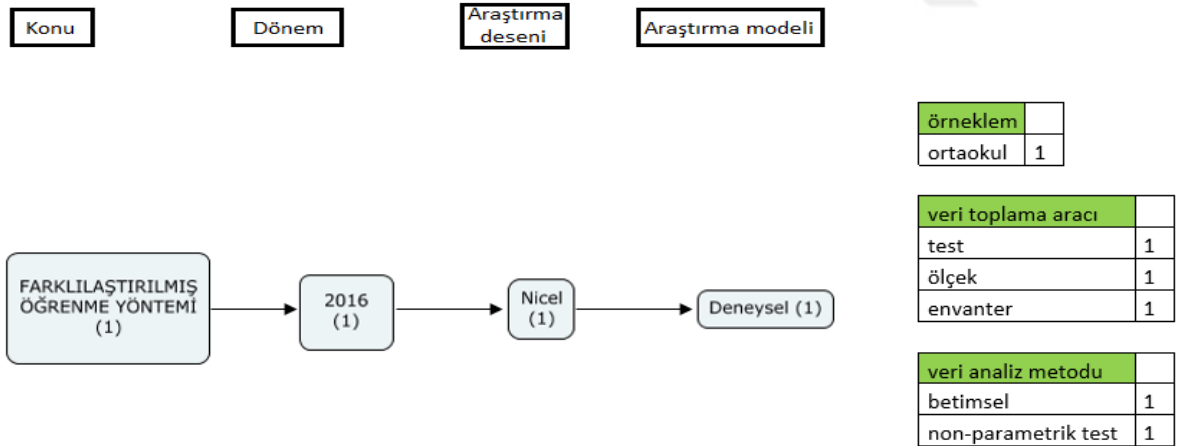 Konu
Dönem
Araştırma
deseni
Araştırma modeli
örneklem
ortaokul 1
veri toplama aracı
test 1
ölçek 1
envanter 1
FARKLILAŞTIRILMIŞ
ÖĞRENME YÖNTEMİ
(1)
2016
(1)
Nicel
(1)
Deneysel (1)
veri analiz metodu
betimsel 1
non-parametrik test 1